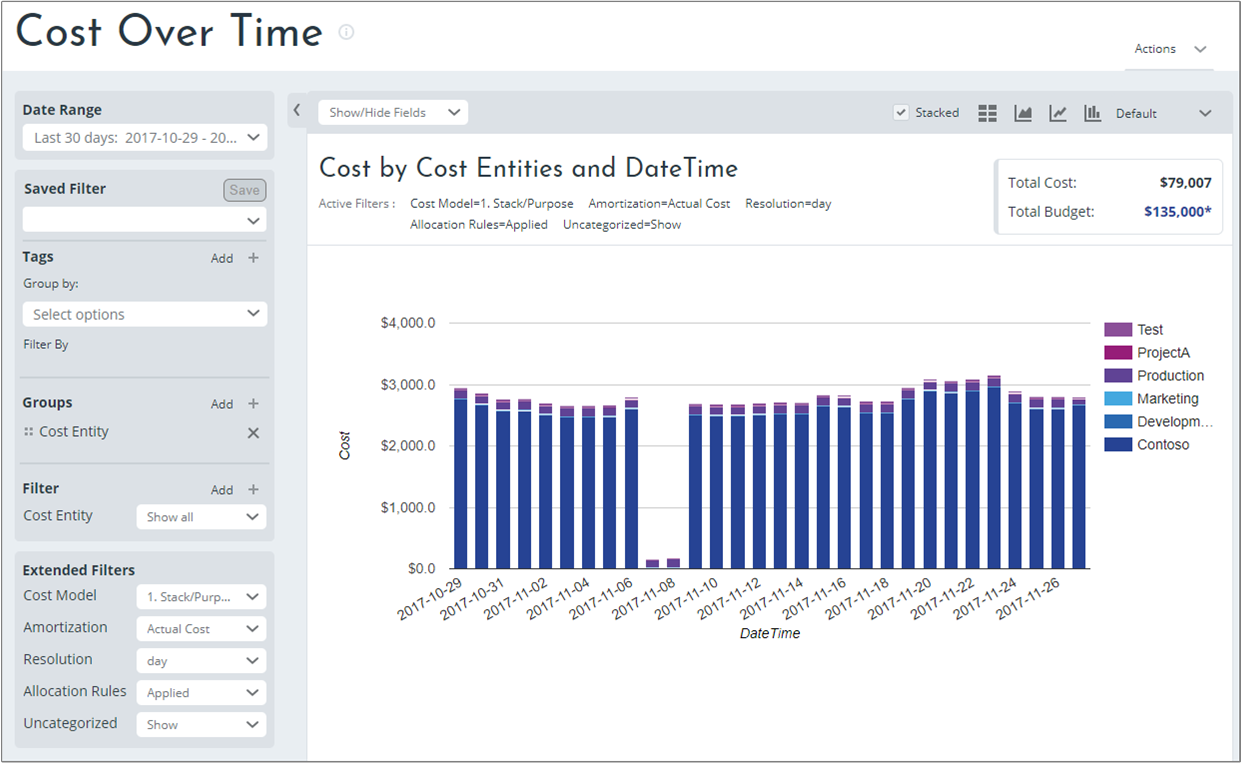 Cost Over Time
Actions
Date Range
Last 30 days: 2017-10-29 - 20...
Saved Filter
Save
Tags
Add +
Group by:
Select options
Filter By
Groups
Add +
Cost Entity
Filter
Add +
Cost Entity
Show all
Extended Filters
Cost Model
1. Stack/Purp...
Amortization
Actual Cost
Resolution
day
Allocation Rules
Applied
Uncategorized
Show
Show/Hide Fields
Stacked
Default
Cost by Cost Entities and DateTime
Active Filters : Cost Model=1. Stack/Purpose Amortization=Actual Cost Resolution=day
Allocation Rules=Applied Uncategorized=Show
Total Cost: $79,007
Total Budget: $135,000*
$4,000.0
$3,000.0
$2,000.0
$1,000.0
$0.0
Cost
2017-10-29
2017-10-31
2017-11-02
2017-11-04
2017-11-06
2017-11-08
2017-11-10
2017-11-12
2017-11-14
2017-11-16
2017-11-18
2017-11-20
2017-11-22
2017-11-24
2017-11-26
DateTime
Test
ProjectA
Production
Marketing
Developm...
Contoso